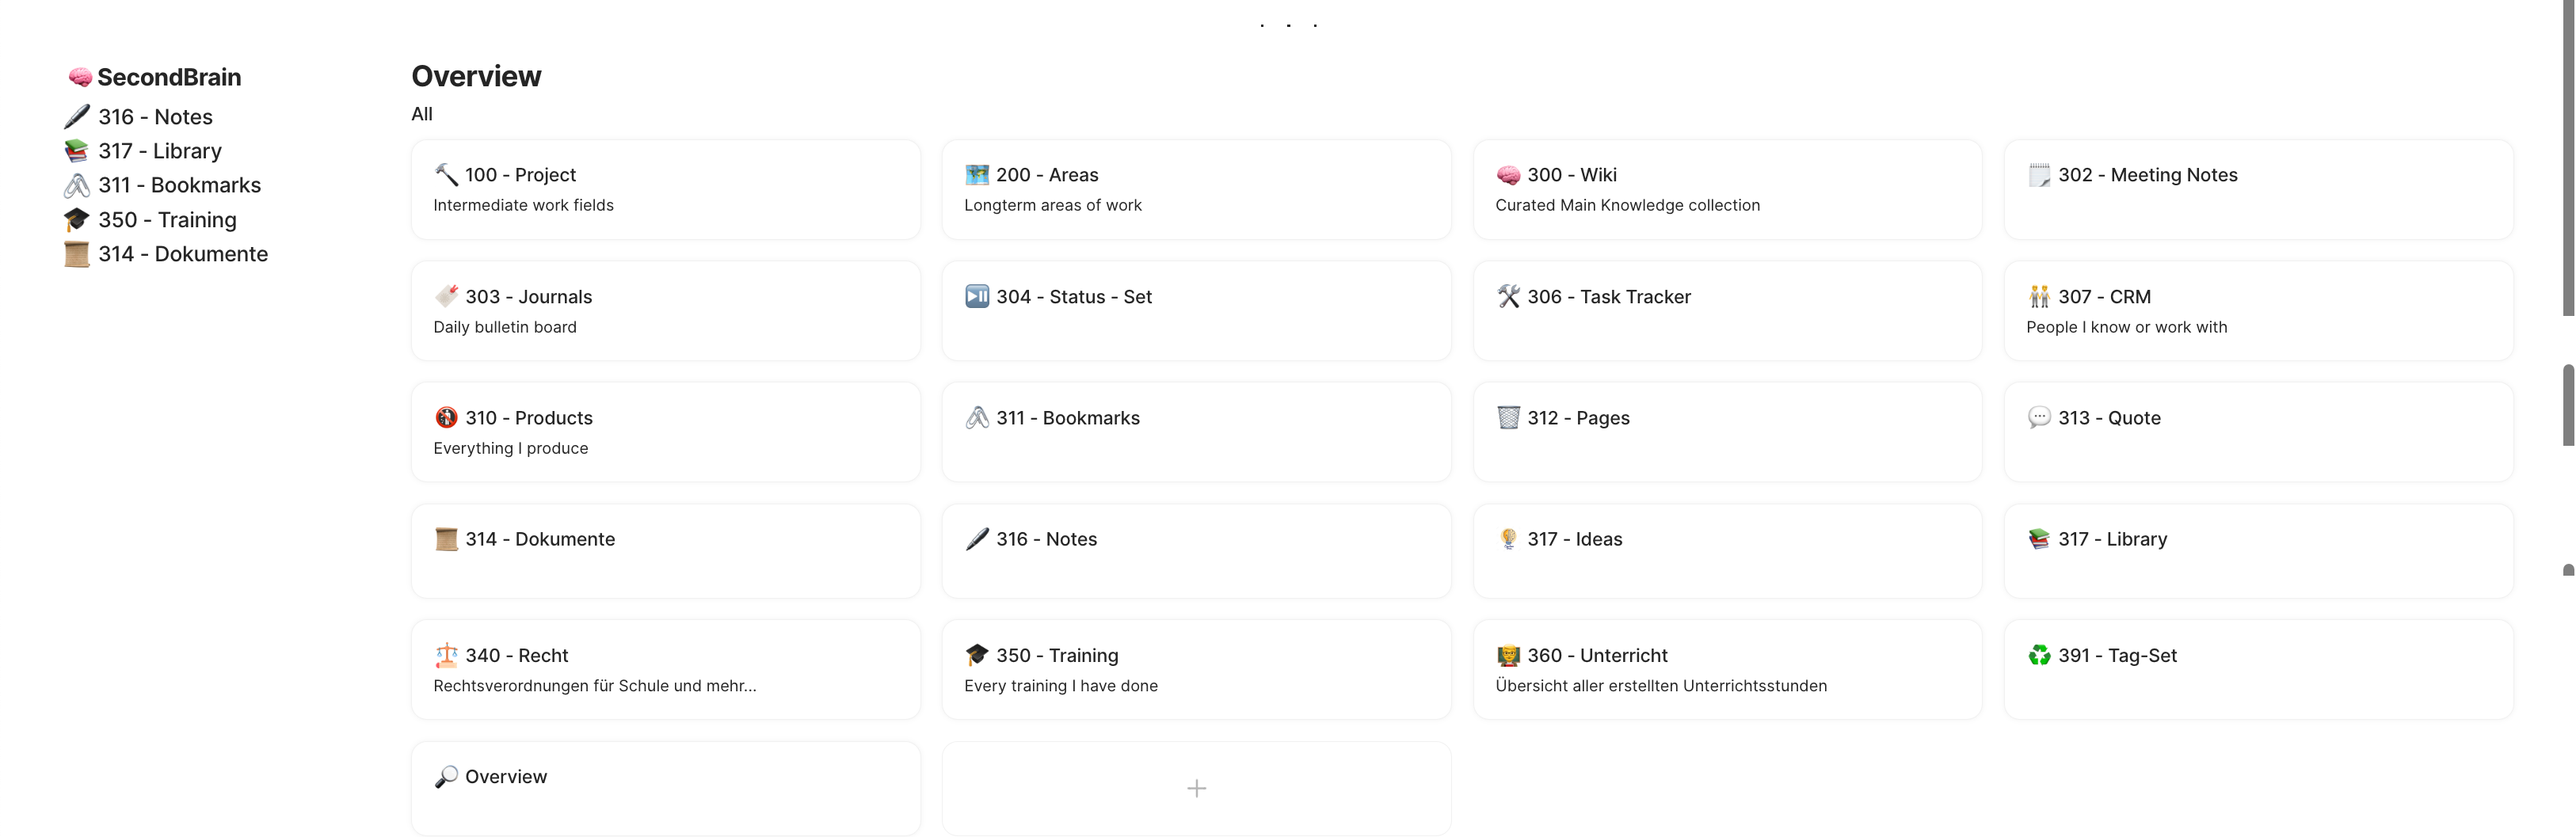 SecondBrain
316 - Notes
317 - Library
311 - Bookmarks
350 - Training
314 - Dokumente
Overview
All
100 - Project
Intermediate work fields
200 - Areas
Longterm areas of work
300 - Wiki
Curated Main Knowledge collection
302 - Meeting Notes
303 - Journals
Daily bulletin board
304 - Status - Set
306 - Task Tracker
307 - CRM
People I know or work with
310 - Products
Everything I produce
311 - Bookmarks
312 - Pages
313 - Quote
314 - Dokumente
316 - Notes
317 - Ideas
317 - Library
340 - Recht
Rechtsverordnungen für Schule und mehr...
350 - Training
Every training I have done
360 - Unterricht
Übersicht aller erstellten Unterrichtsstunden
391 - Tag-Set
Overview